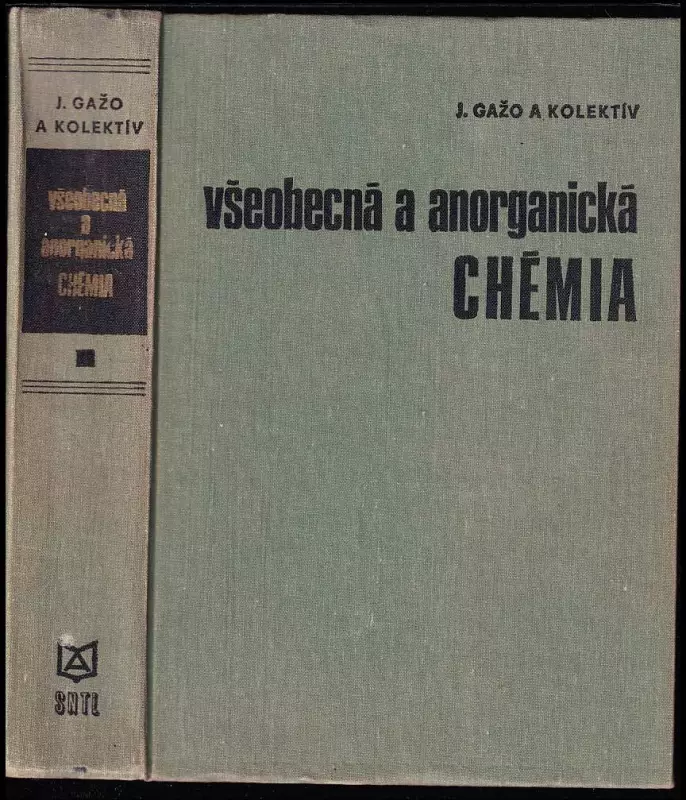 J. GAŽO
A KOLEKTÍV
všeobecná
a
anorganická
CHÉMIA
SNTL
J. GAŽO A KOLEKTÍV
všeobecná a anorganická
CHÉMIA